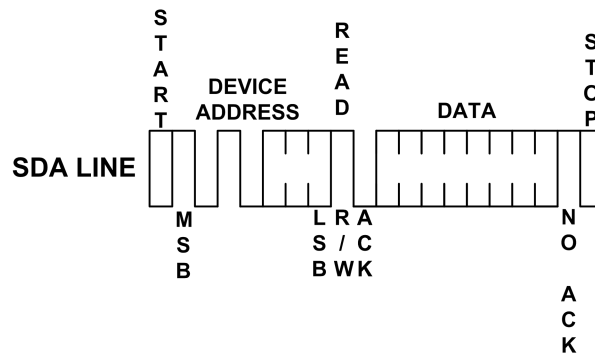 START
DEVICE
ADDRESS
READ
DATA
STOP
SDA LINE
MSB
LSB
R/W
ACK
NO ACK